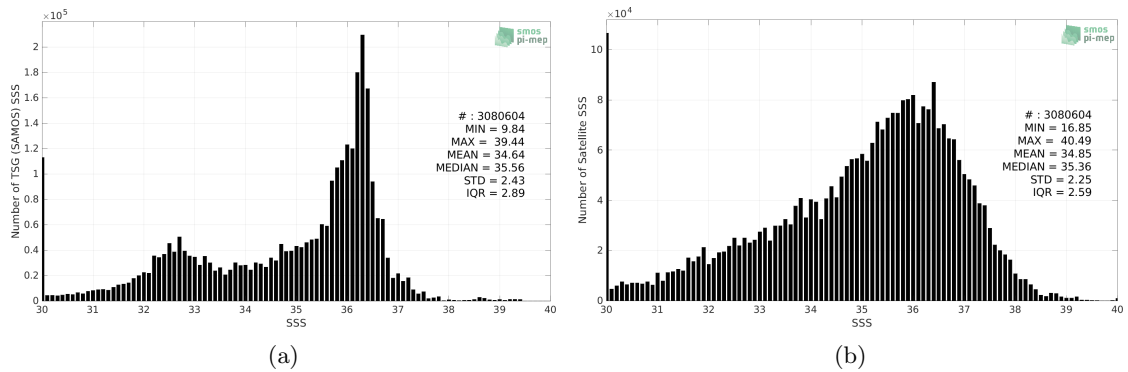 ×10^5
2
1.8
1.6
1.4
1.2
1
0.8
0.6
0.4
0.2
0
Number of TSG (SAMOS) SSS
smos
pi-mep
# : 3080604
MIN = 9.84
MAX = 39.44
MEAN = 34.64
MEDIAN = 35.56
STD = 2.43
IQR = 2.89
30 31 32 33 34 35 36 37 38 39 40
SSS
(a)
×10^4
10
8
6
4
2
0
Number of Satellite SSS
smos
pi-mep
# : 3080604
MIN = 16.85
MAX = 40.49
MEAN = 34.85
MEDIAN = 35.36
STD = 2.25
IQR = 2.59
30 31 32 33 34 35 36 37 38 39 40
SSS
(b)